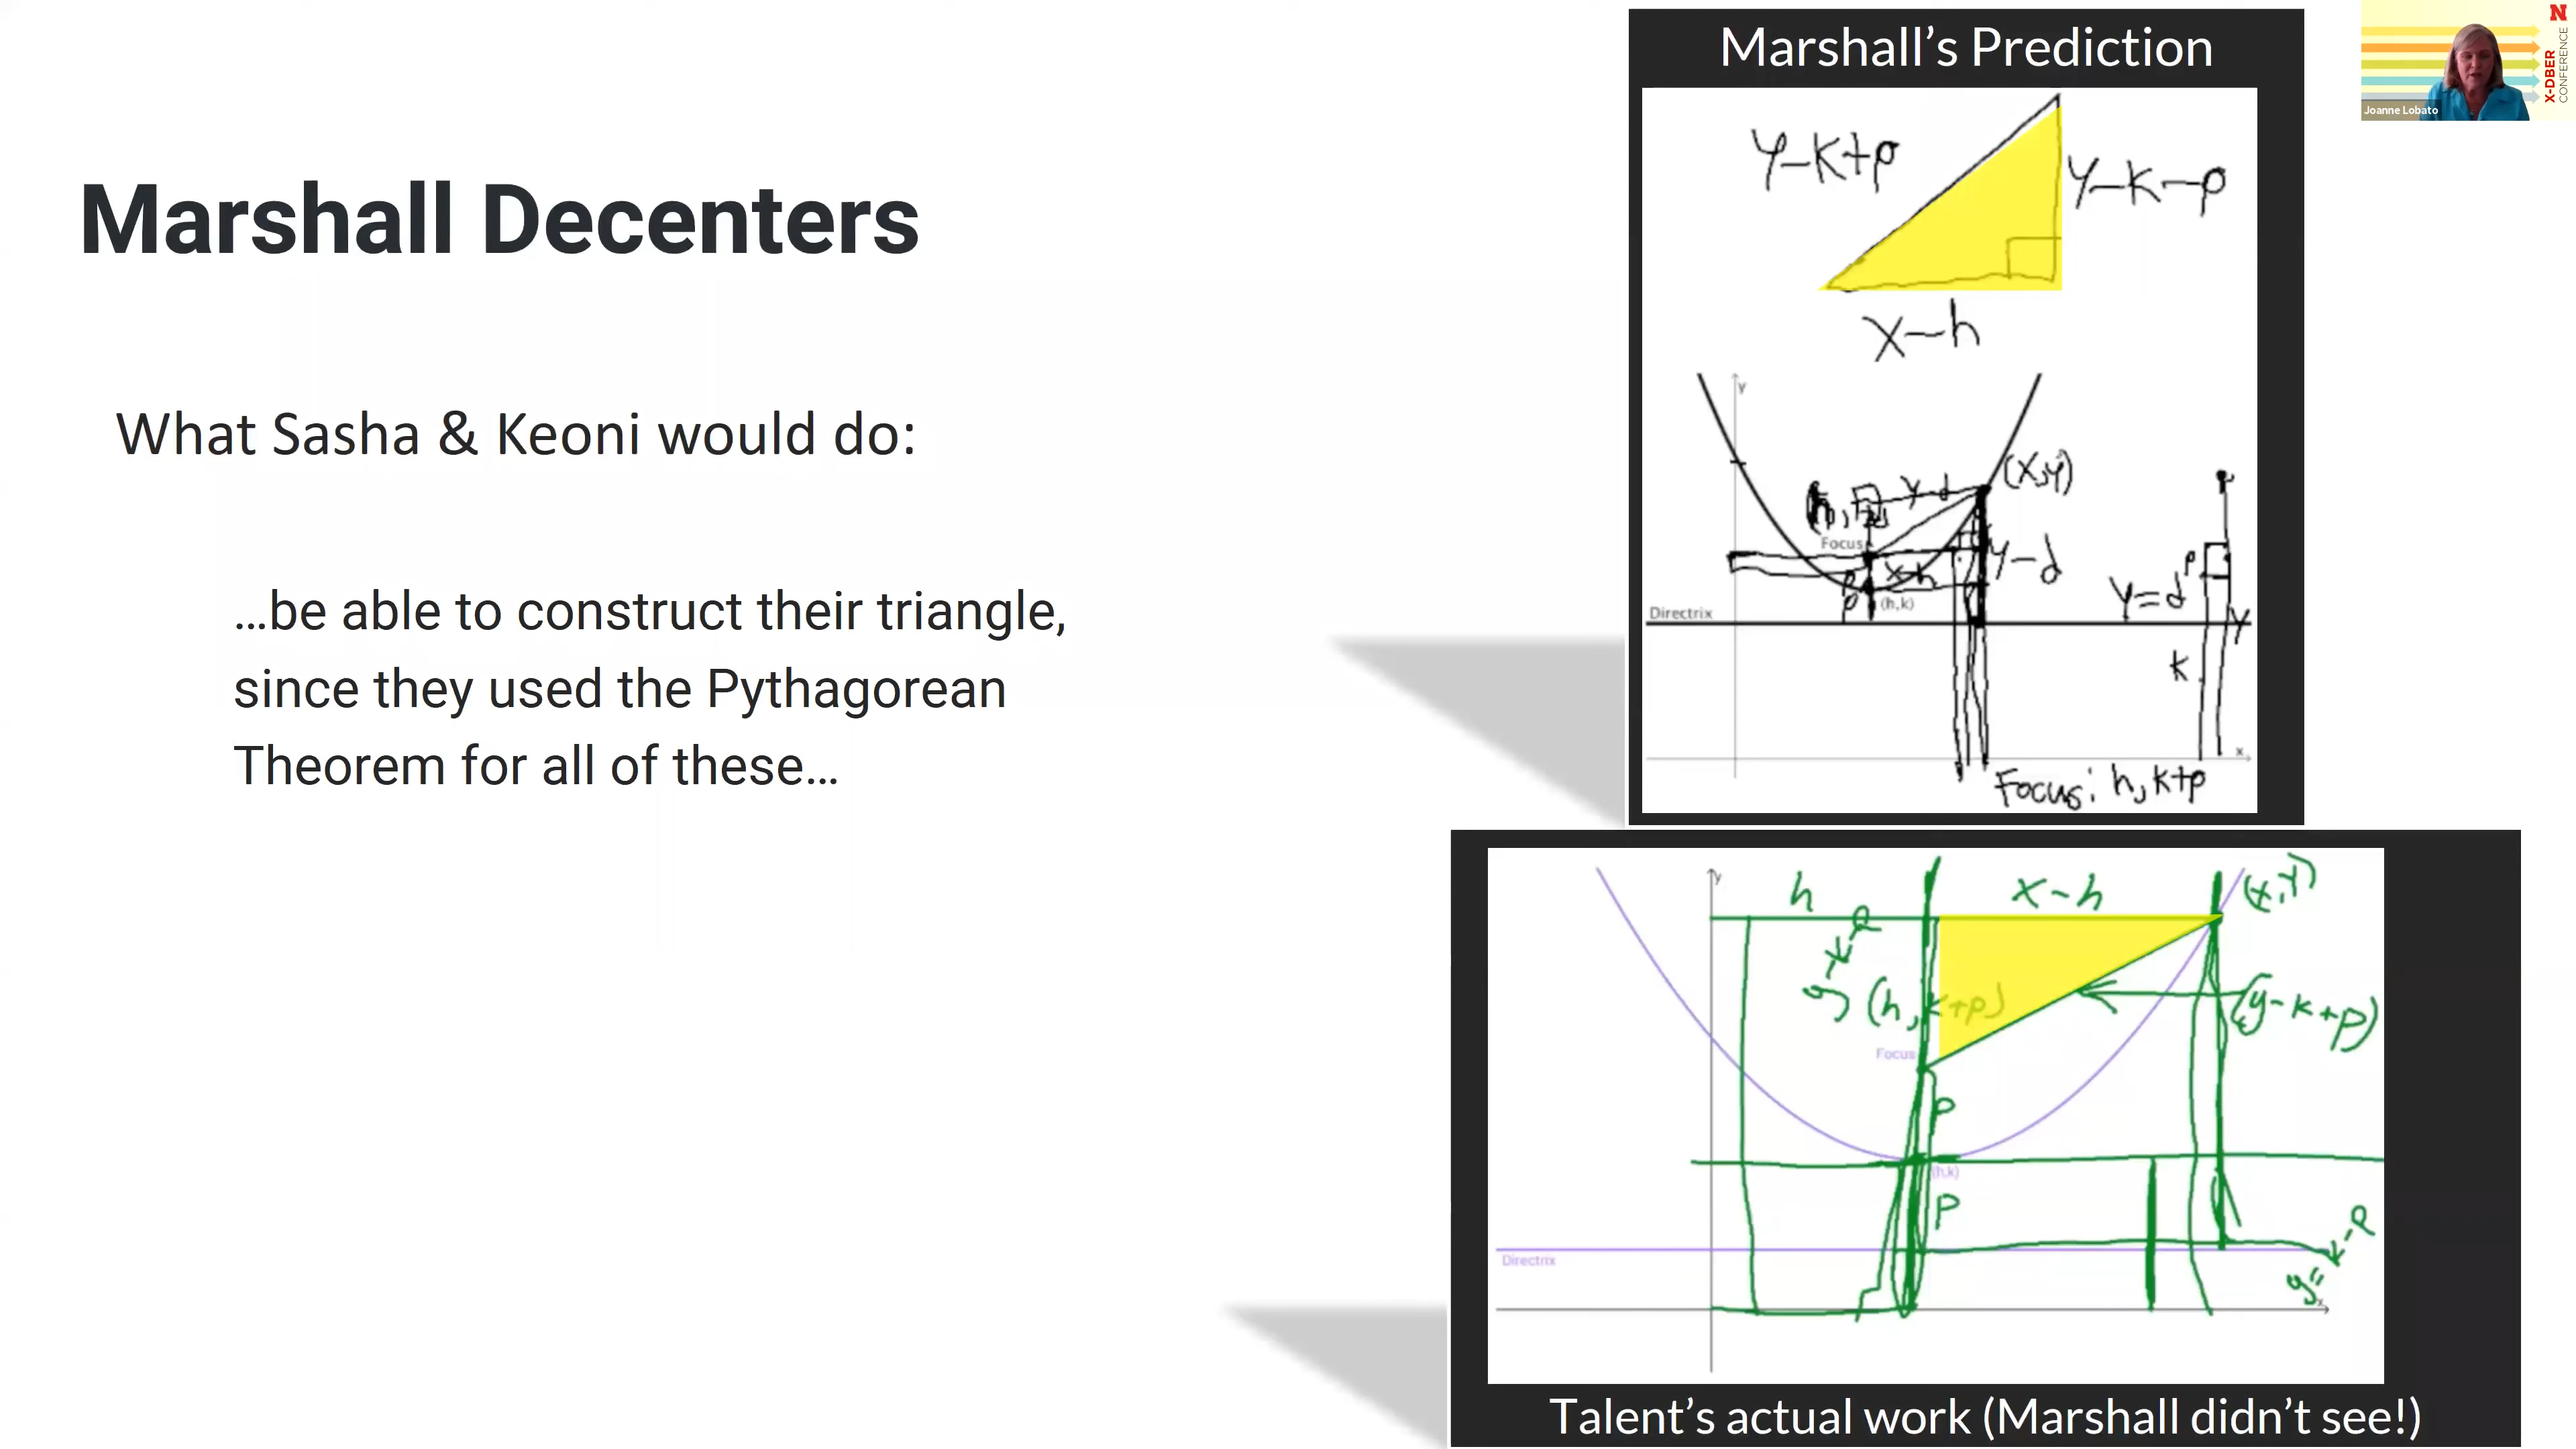 Marshall Decenters
What Sasha & Keoni would do:
…be able to construct their triangle,
since they used the Pythagorean
Theorem for all of these…
Marshall's Prediction
y-k+p
y-k-p
x-h
y
(x,y)
y-d
Focus
x-h
y-d
p
p
(h,k)
y=d
Directrix
k
x
Focus: h, k+p
y
h
x-h
(x,y)
(h, k+p)
(y-k+p)
Focus
p
(h,k)
p
Directrix
x
Talent's actual work (Marshall didn't see!)
Joanne Lobato
N
X-DBER
CONFERENCE